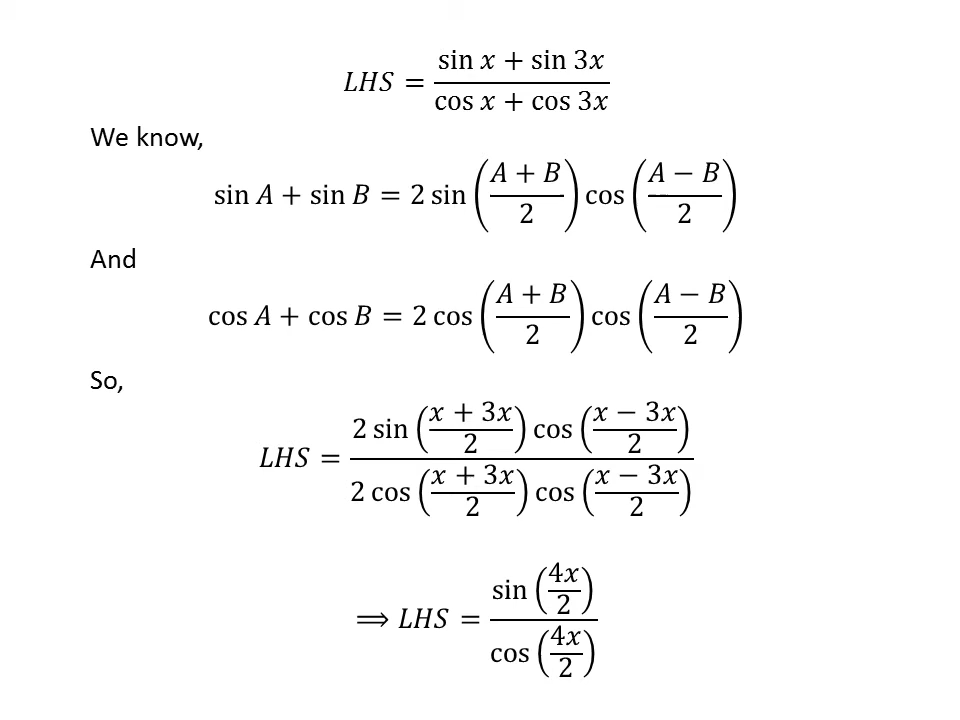 LHS = (sin x + sin 3x)/(cos x + cos 3x)
We know,
sin A + sin B = 2 sin ((A + B)/2) cos ((A − B)/2)
And
cos A + cos B = 2 cos ((A + B)/2) cos ((A − B)/2)
So,
LHS = (2 sin ((x + 3x)/2) cos ((x − 3x)/2))/(2 cos ((x + 3x)/2) cos ((x − 3x)/2))
⟹ LHS = (sin (4x/2))/(cos (4x/2))